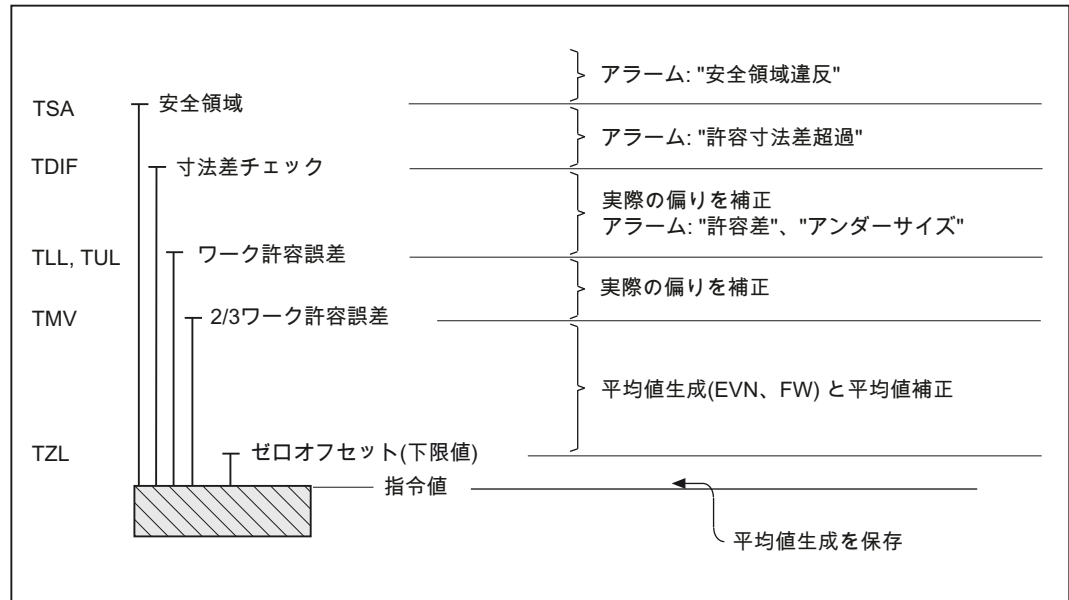 アラーム: "安全領域違反"
TSA
安全領域
アラーム: "許容寸法差超過"
TDIF
寸法差チェック
実際の偏りを補正
アラーム: "許容差"、"アンダーサイズ"
TLL, TUL
ワーク許容誤差
実際の偏りを補正
TMV
2/3ワーク許容誤差
平均値生成(EVN、FW) と平均値補正
TZL
ゼロオフセット(下限値)
指令値
平均値生成を保存